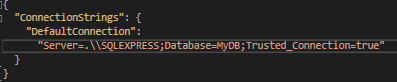 {
"ConnectionStrings": {
"DefaultConnection":
"Server=.\\SQLEXPRESS;Database=MyDB;Trusted_Connection=true"
}
}